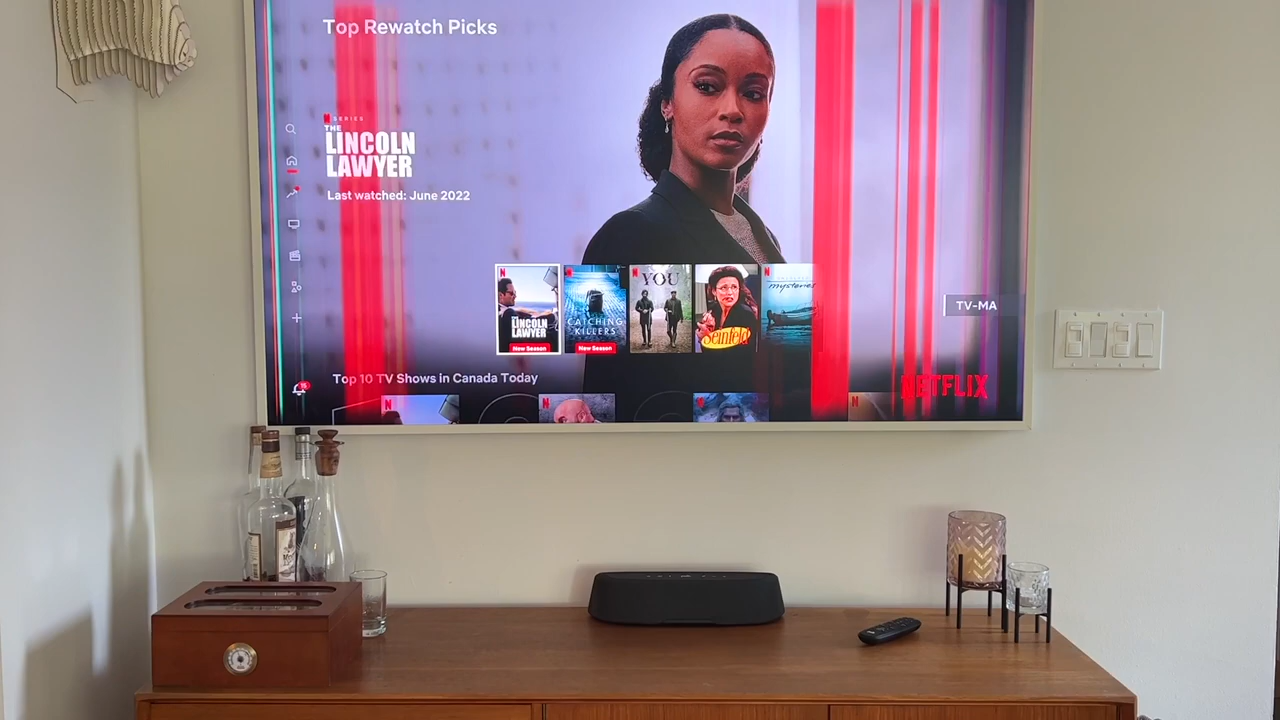 Top Rewatch Picks
N SERIES
THE
LINCOLN
LAWYER
Last watched: June 2022
N
THE
LINCOLN
LAWYER
New Season
N
CATCHING
KILLERS
New Season
N
YOU
N
Seinfeld
N
mysteries
TV-MA
Top 10 TV Shows in Canada Today
NETFLIX
N
N
N
N